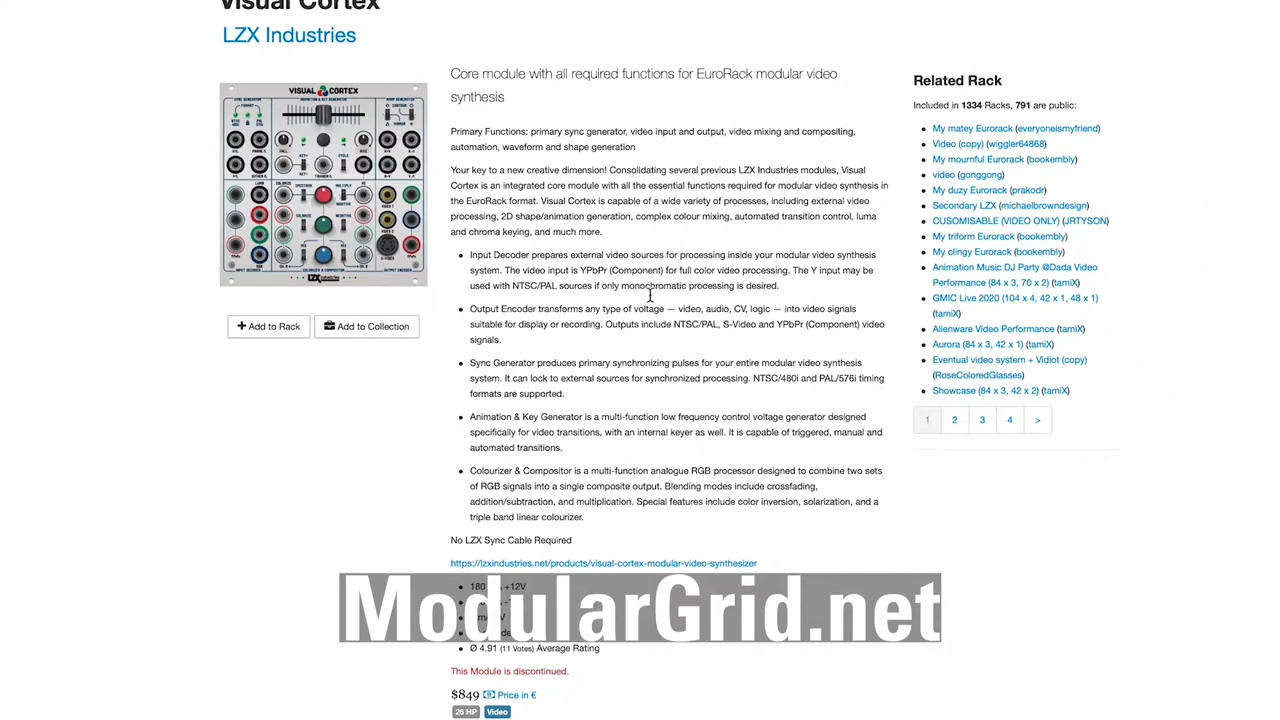 Visual Cortex
LZX Industries
VISUAL CORTEX
Core module with all required functions for EuroRack modular video
synthesis
Primary Functions: primary sync generator, video input and output, video mixing and compositing,
automation, waveform and shape generation
Your key to a new creative dimension! Consolidating several previous LZX Industries modules, Visual
Cortex is an integrated core module with all the essential functions required for modular video synthesis in
the EuroRack format. Visual Cortex is capable of a wide variety of processes, including external video
processing, 2D shape/animation generation, complex colour mixing, automated transition control, luma
and chroma keying, and much more.
Input Decoder prepares external video sources for processing inside your modular video synthesis
system. The video input is YPbPr (Component) for full color video processing. The Y input may be
used with NTSC/PAL sources if only monochromatic processing is desired.
Output Encoder transforms any type of voltage — video, audio, CV, logic — into video signals
suitable for display or recording. Outputs include NTSC/PAL, S-Video and YPbPr (Component) video
signals.
Sync Generator produces primary synchronizing pulses for your entire modular video synthesis
system. It can lock to external sources for synchronized processing. NTSC/480i and PAL/576i timing
formats are supported.
Animation & Key Generator is a multi-function low frequency control voltage generator designed
specifically for video transitions, with an internal keyer as well. It is capable of triggered, manual and
automated transitions.
Colourizer & Compositor is a multi-function analogue RGB processor designed to combine two sets
of RGB signals into a single composite output. Blending modes include crossfading,
addition/subtraction, and multiplication. Special features include color inversion, solarization, and a
triple band linear colourizer.
No LZX Sync Cable Required
https://lzxindustries.net/products/visual-cortex-modular-video-synthesizer
180 +12V
ModularGrid.net
Ø 4.91 (11 Votes) Average Rating
This Module is discontinued.
$849 Price in €
26 HP Video
+ Add to Rack
Add to Collection
Related Rack
Included in 1334 Racks, 791 are public:
My matey Eurorack (everyoneismyfriend)
Video (copy) (wiggler64868)
My mournful Eurorack (bookembly)
video (gonggong)
My duzy Eurorack (prakodr)
Secondary LZX (michaelbrowndesign)
CUSOMISABLE (VIDEO ONLY) (JRTYSON)
My triform Eurorack (bookembly)
My clingy Eurorack (bookembly)
Animation Music DJ Party @Dada Video
Performance (84 x 3, 70 x 2) (tamiX)
GMIC Live 2020 (104 x 4, 42 x 1, 48 x 1)
(tamiX)
Alienware Video Performance (tamiX)
Aurora (84 x 3, 42 x 1) (tamiX)
Eventual video system + Vidiot (copy)
(RoseColoredGlasses)
Showcase (84 x 3, 42 x 2) (tamiX)
1 2 3 4 >